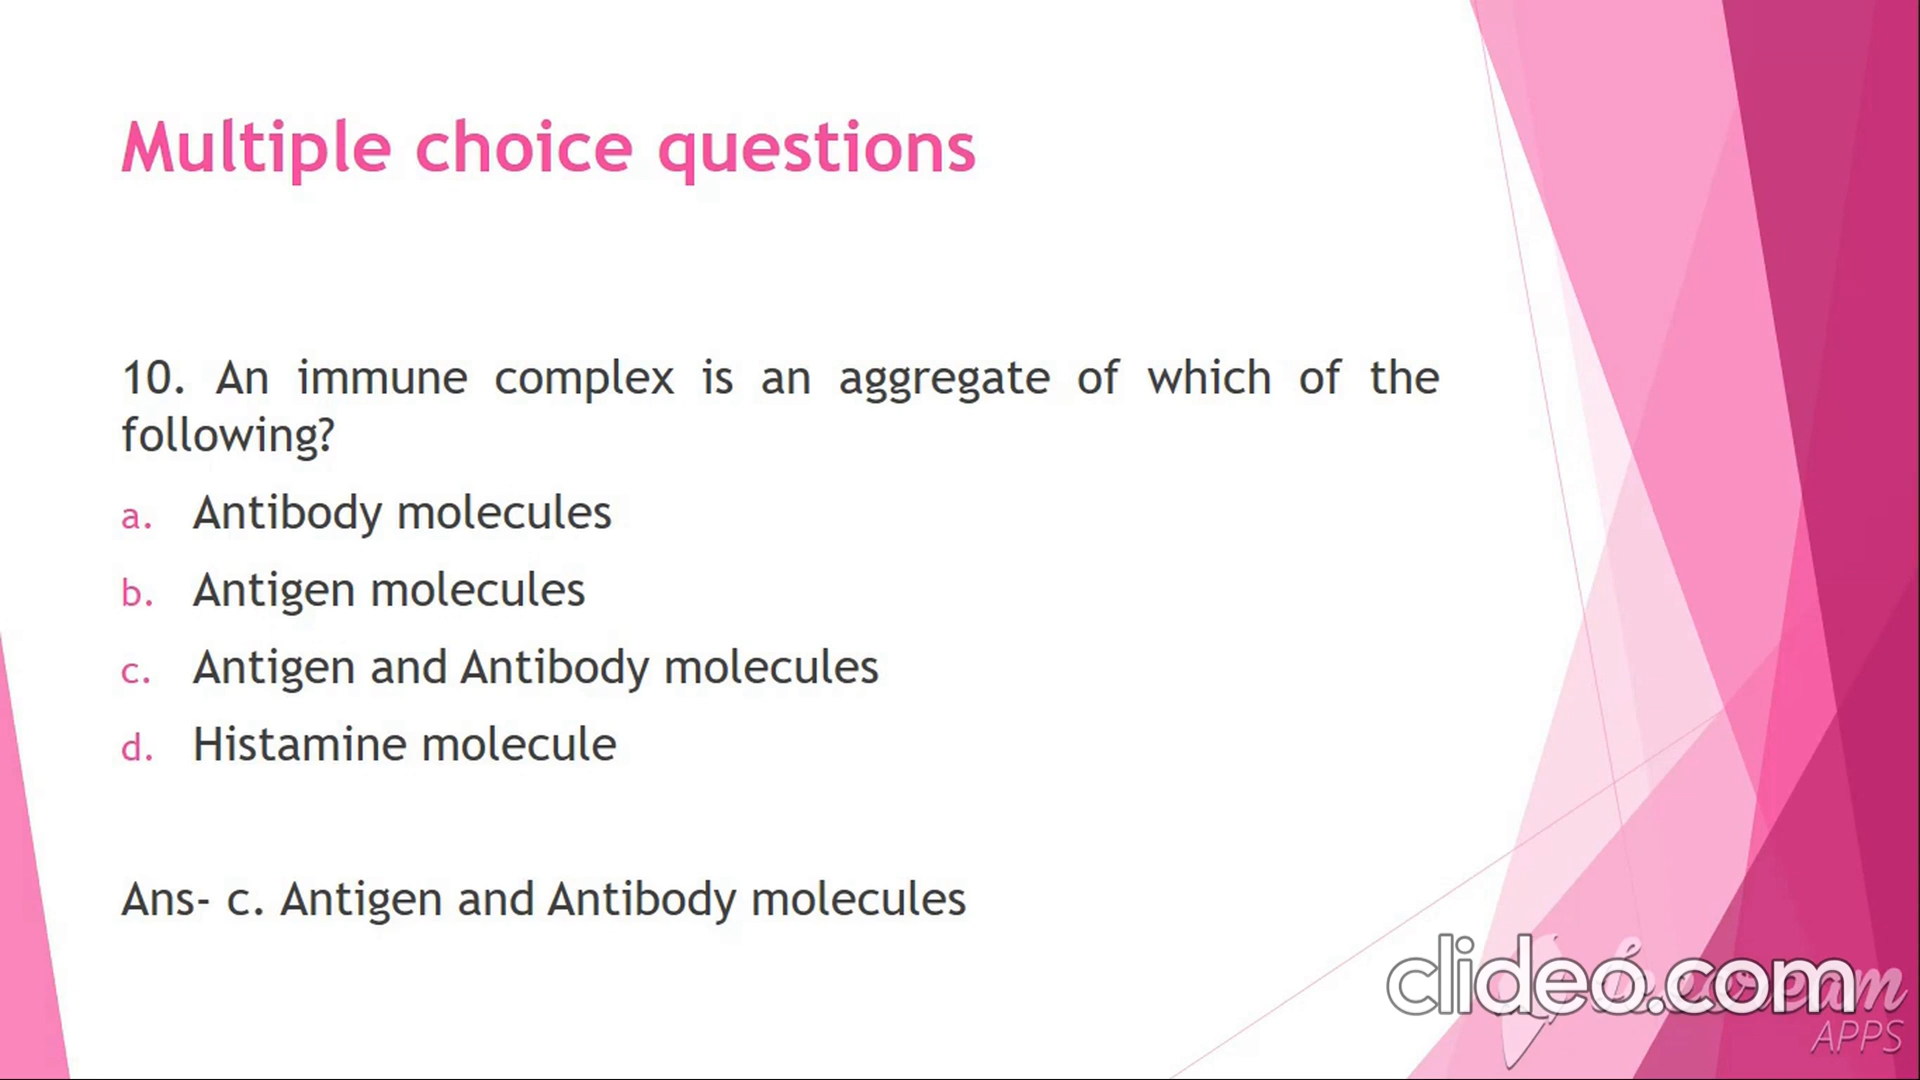 Multiple choice questions
10. An immune complex is an aggregate of which of the
following?
a. Antibody molecules
b. Antigen molecules
c. Antigen and Antibody molecules
d. Histamine molecule
Ans- c. Antigen and Antibody molecules
clideo.com
APPS